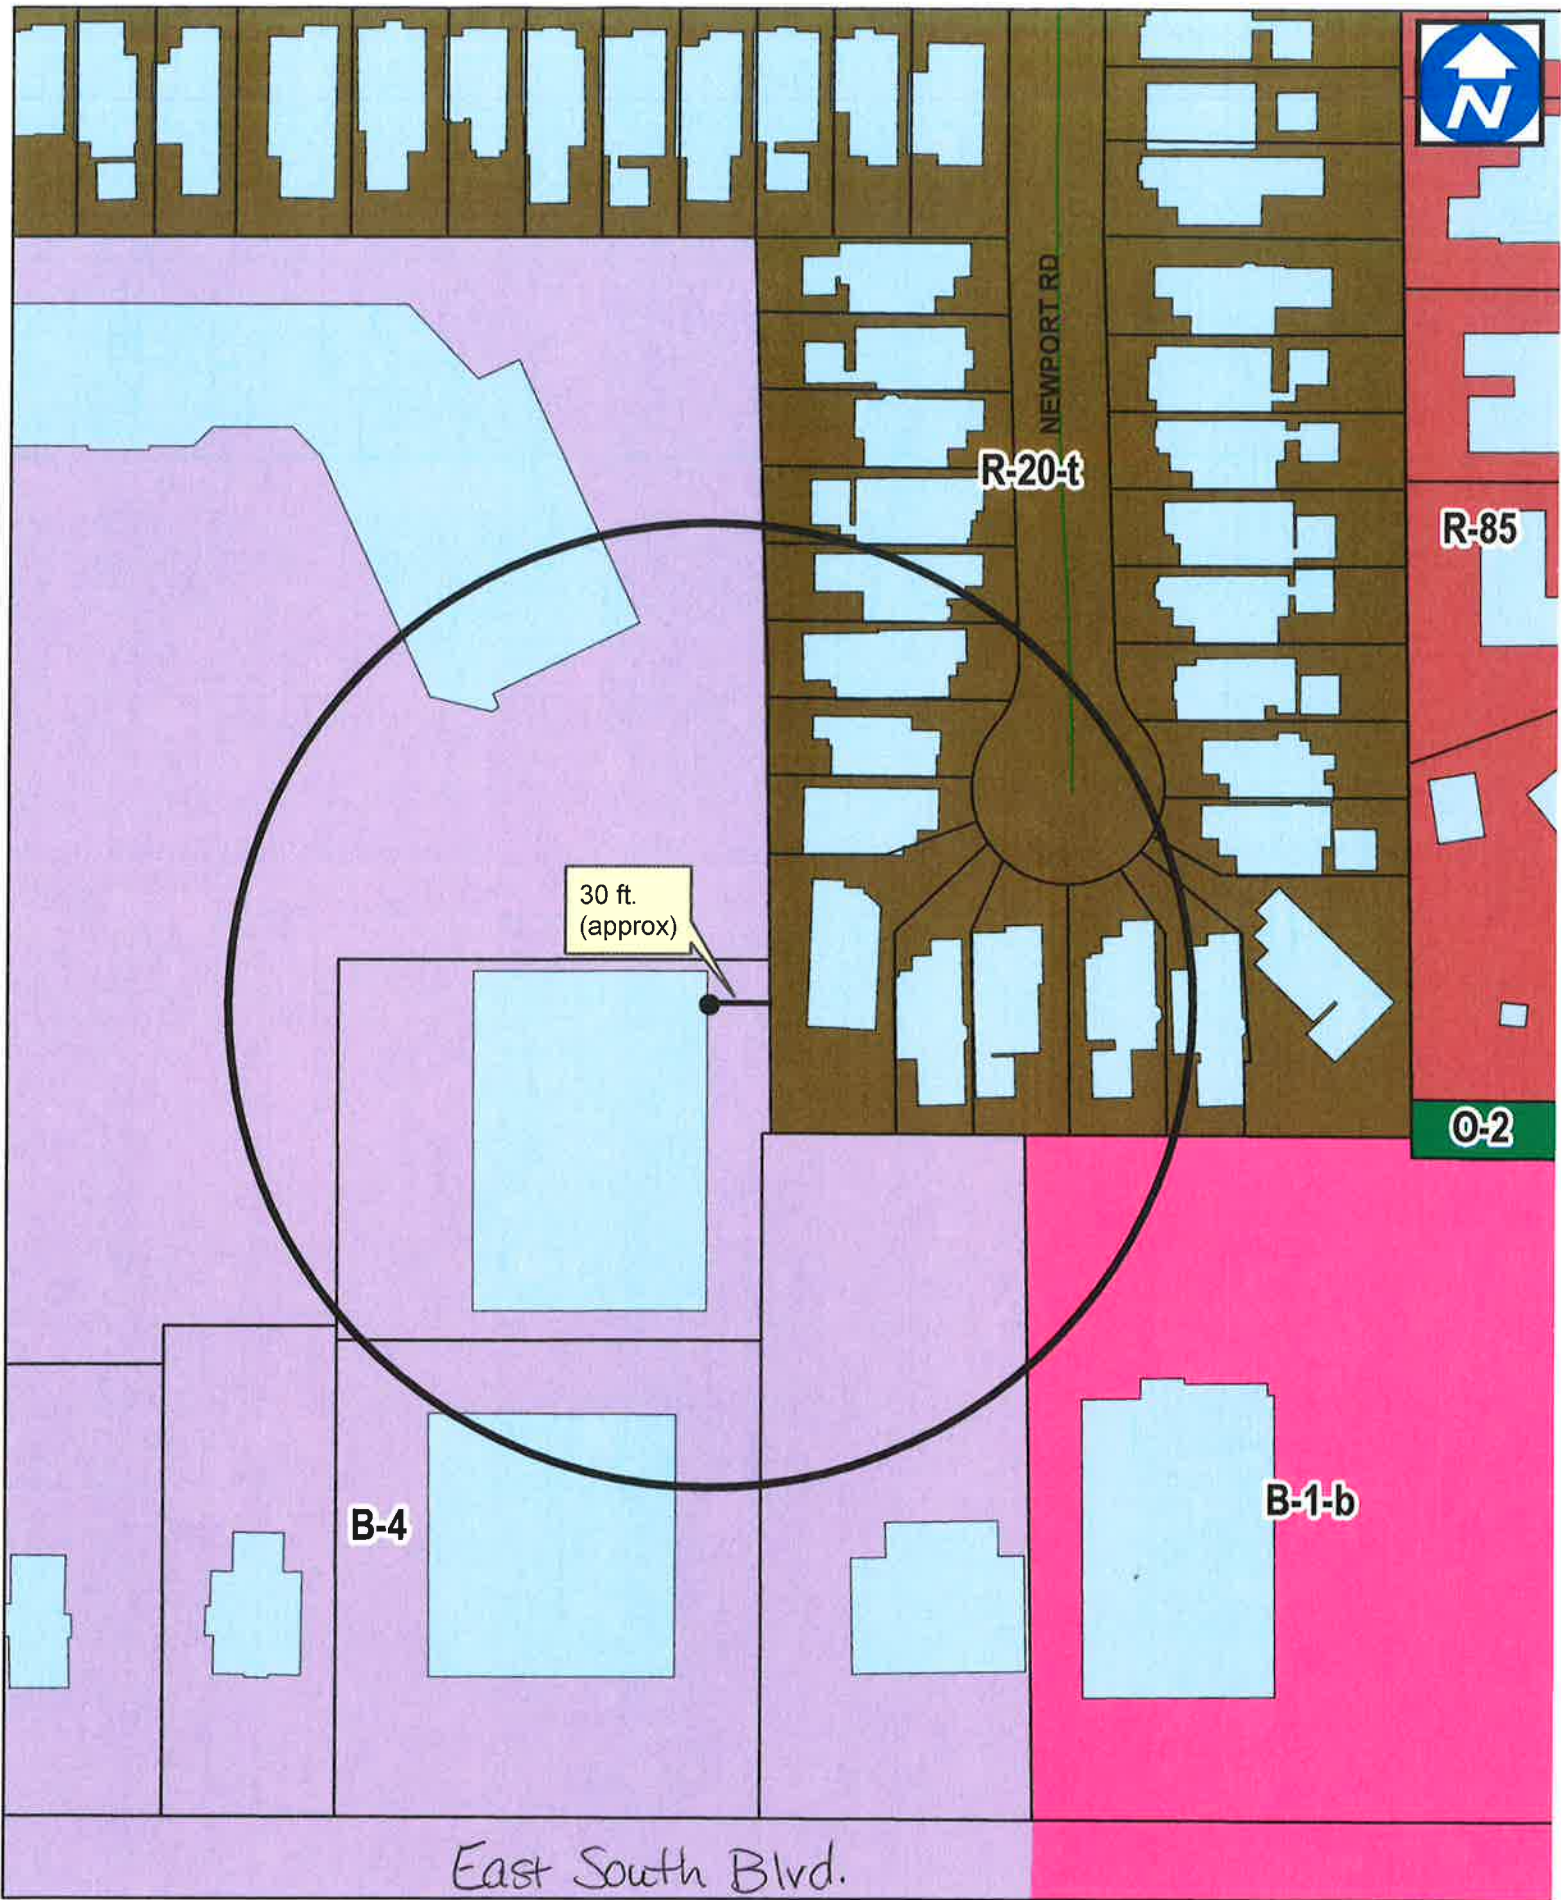 N
NEWPORT RD
R-20-t
R-85
30 ft.
(approx)
O-2
B-4
B-1-b
East South Blvd.